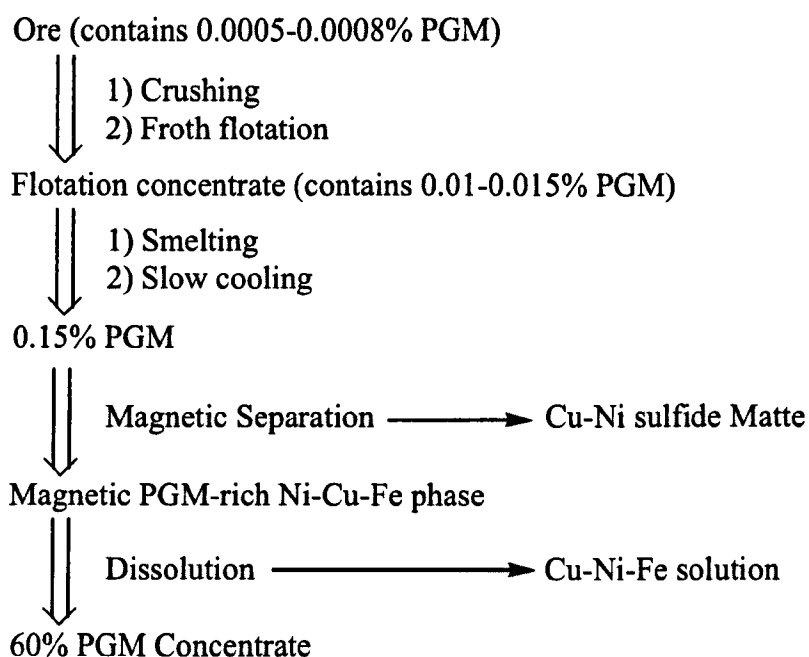 Ore (contains 0.0005-0.0008% PGM)
1) Crushing
2) Froth flotation
Flotation concentrate (contains 0.01-0.015% PGM)
1) Smelting
2) Slow cooling
0.15% PGM
Magnetic Separation
Cu-Ni sulfide Matte
Magnetic PGM-rich Ni-Cu-Fe phase
Dissolution
Cu-Ni-Fe solution
60% PGM Concentrate